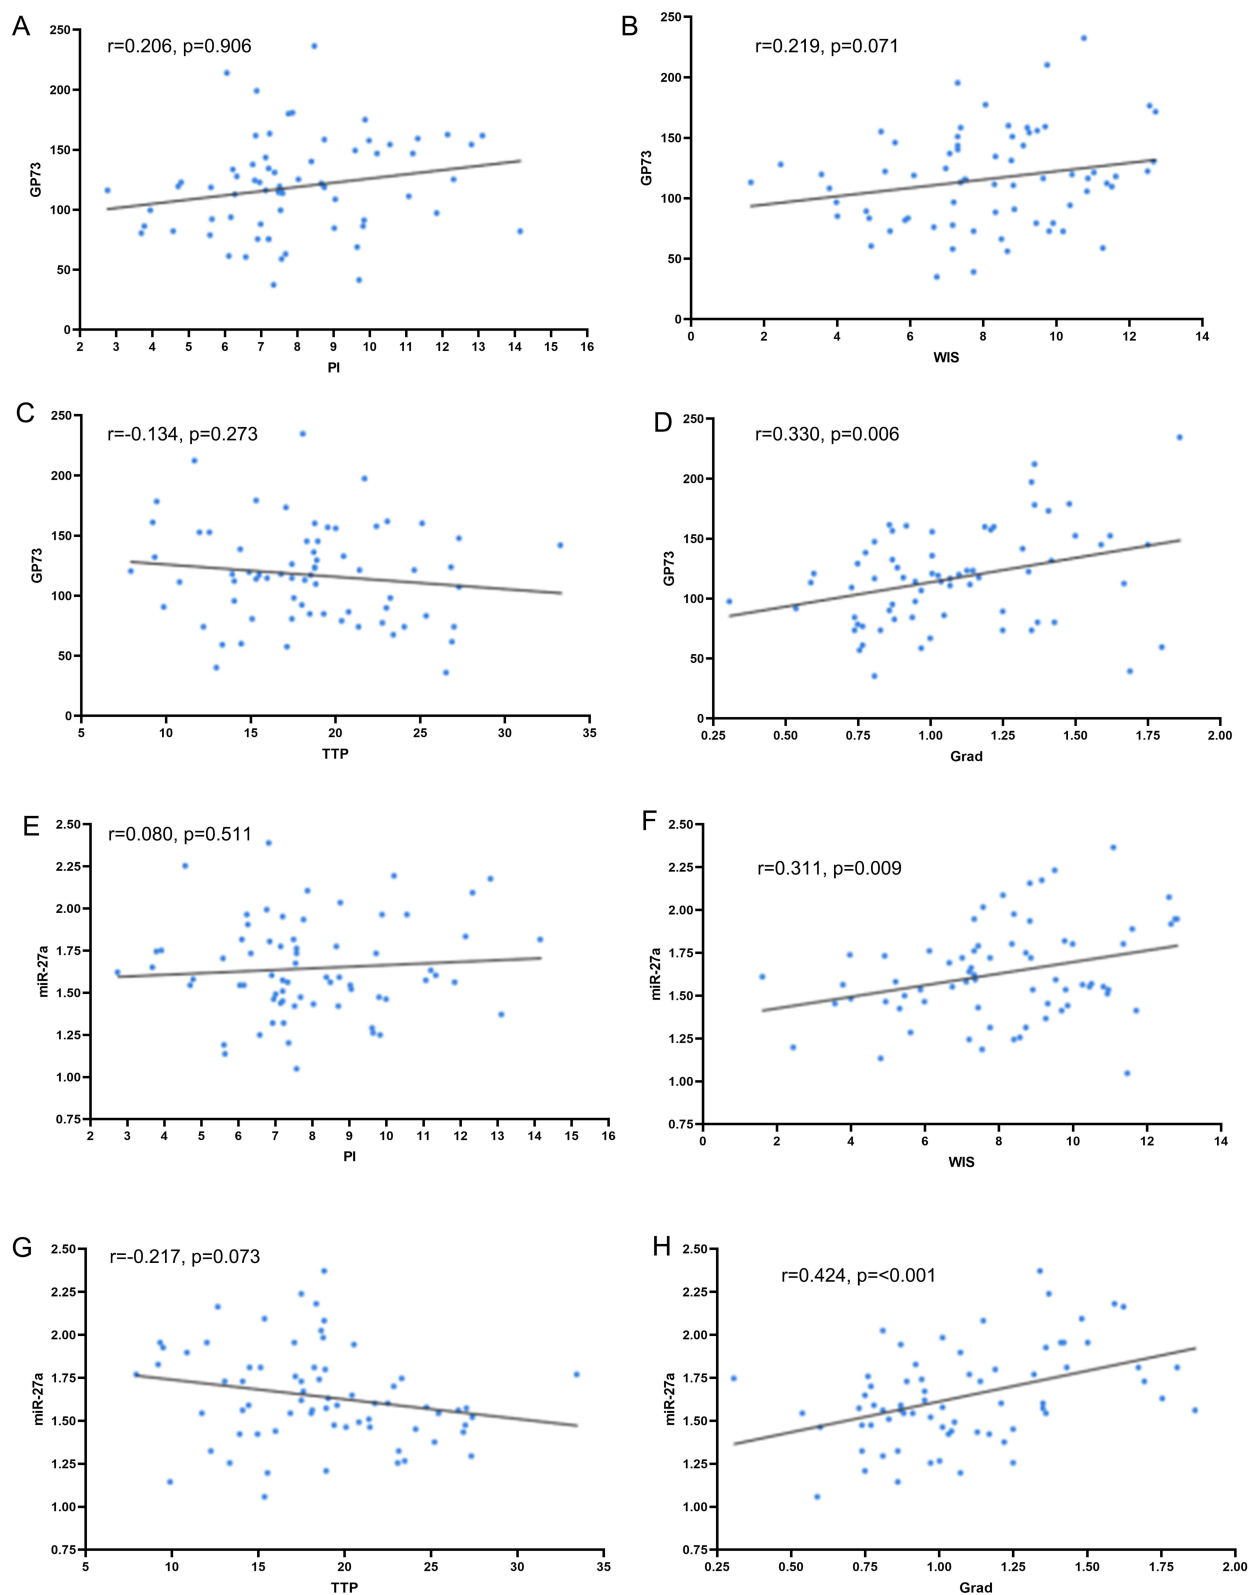 A
r=0.206, p=0.906
GP73
250
200
150
100
50
0
2 3 4 5 6 7 8 9 10 11 12 13 14 15 16
PI
B
r=0.219, p=0.071
GP73
250
200
150
100
50
0
0 2 4 6 8 10 12 14
WIS
C
r=-0.134, p=0.273
GP73
250
200
150
100
50
0
5 10 15 20 25 30 35
TTP
D
r=0.330, p=0.006
GP73
250
200
150
100
50
0
0.25 0.50 0.75 1.00 1.25 1.50 1.75 2.00
Grad
E
r=0.080, p=0.511
miR-27a
2.50
2.25
2.00
1.75
1.50
1.25
1.00
0.75
2 3 4 5 6 7 8 9 10 11 12 13 14 15 16
PI
F
r=0.311, p=0.009
miR-27a
2.50
2.25
2.00
1.75
1.50
1.25
1.00
0.75
0 2 4 6 8 10 12 14
WIS
G
r=-0.217, p=0.073
miR-27a
2.50
2.25
2.00
1.75
1.50
1.25
1.00
0.75
5 10 15 20 25 30 35
TTP
H
r=0.424, p=<0.001
miR-27a
2.50
2.25
2.00
1.75
1.50
1.25
1.00
0.75
0.25 0.50 0.75 1.00 1.25 1.50 1.75 2.00
Grad